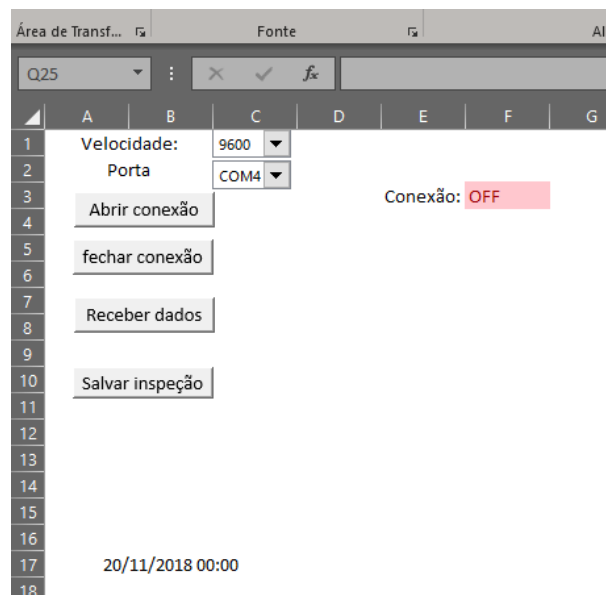 Área de Transf... Fonte Al
Q25 fx
A B C D E F G
1 Velocidade: 9600
2 Porta COM4
3 Conexão: OFF
Abrir conexão
4
5 fechar conexão
6
7 Receber dados
8
9
10 Salvar inspeção
11
12
13
14
15
16
17 20/11/2018 00:00
18